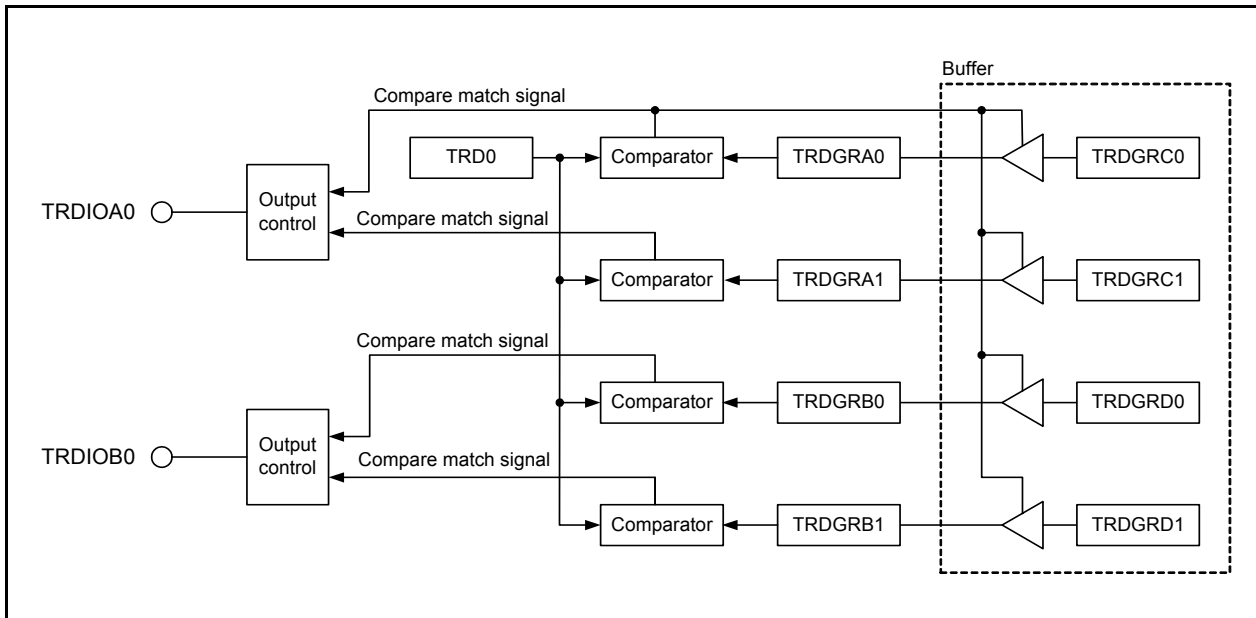 Buffer
Compare match signal
TRD0
Comparator
TRDGRA0
TRDGRC0
TRDIOA0
Output
control
Compare match signal
Comparator
TRDGRA1
TRDGRC1
Compare match signal
Comparator
TRDGRB0
TRDGRD0
TRDIOB0
Output
control
Compare match signal
Comparator
TRDGRB1
TRDGRD1